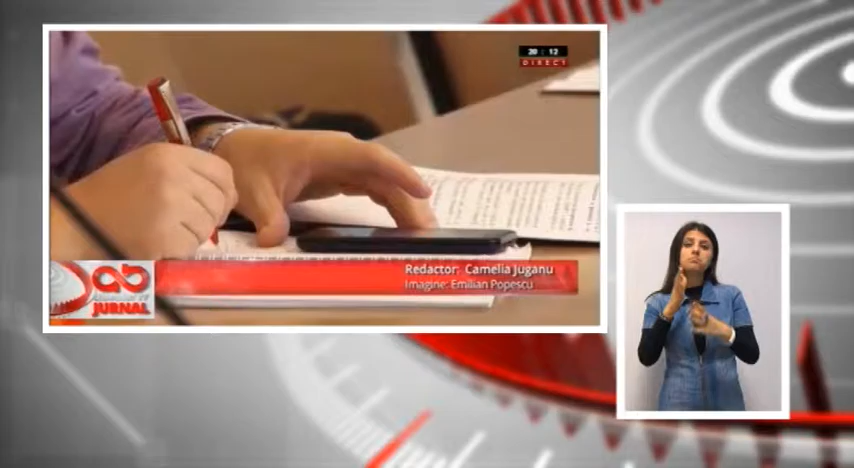 20 : 12
DIRECT
Redactor: Camelia Juganu
Imagine: Emilian Popescu
ab
JURNAL